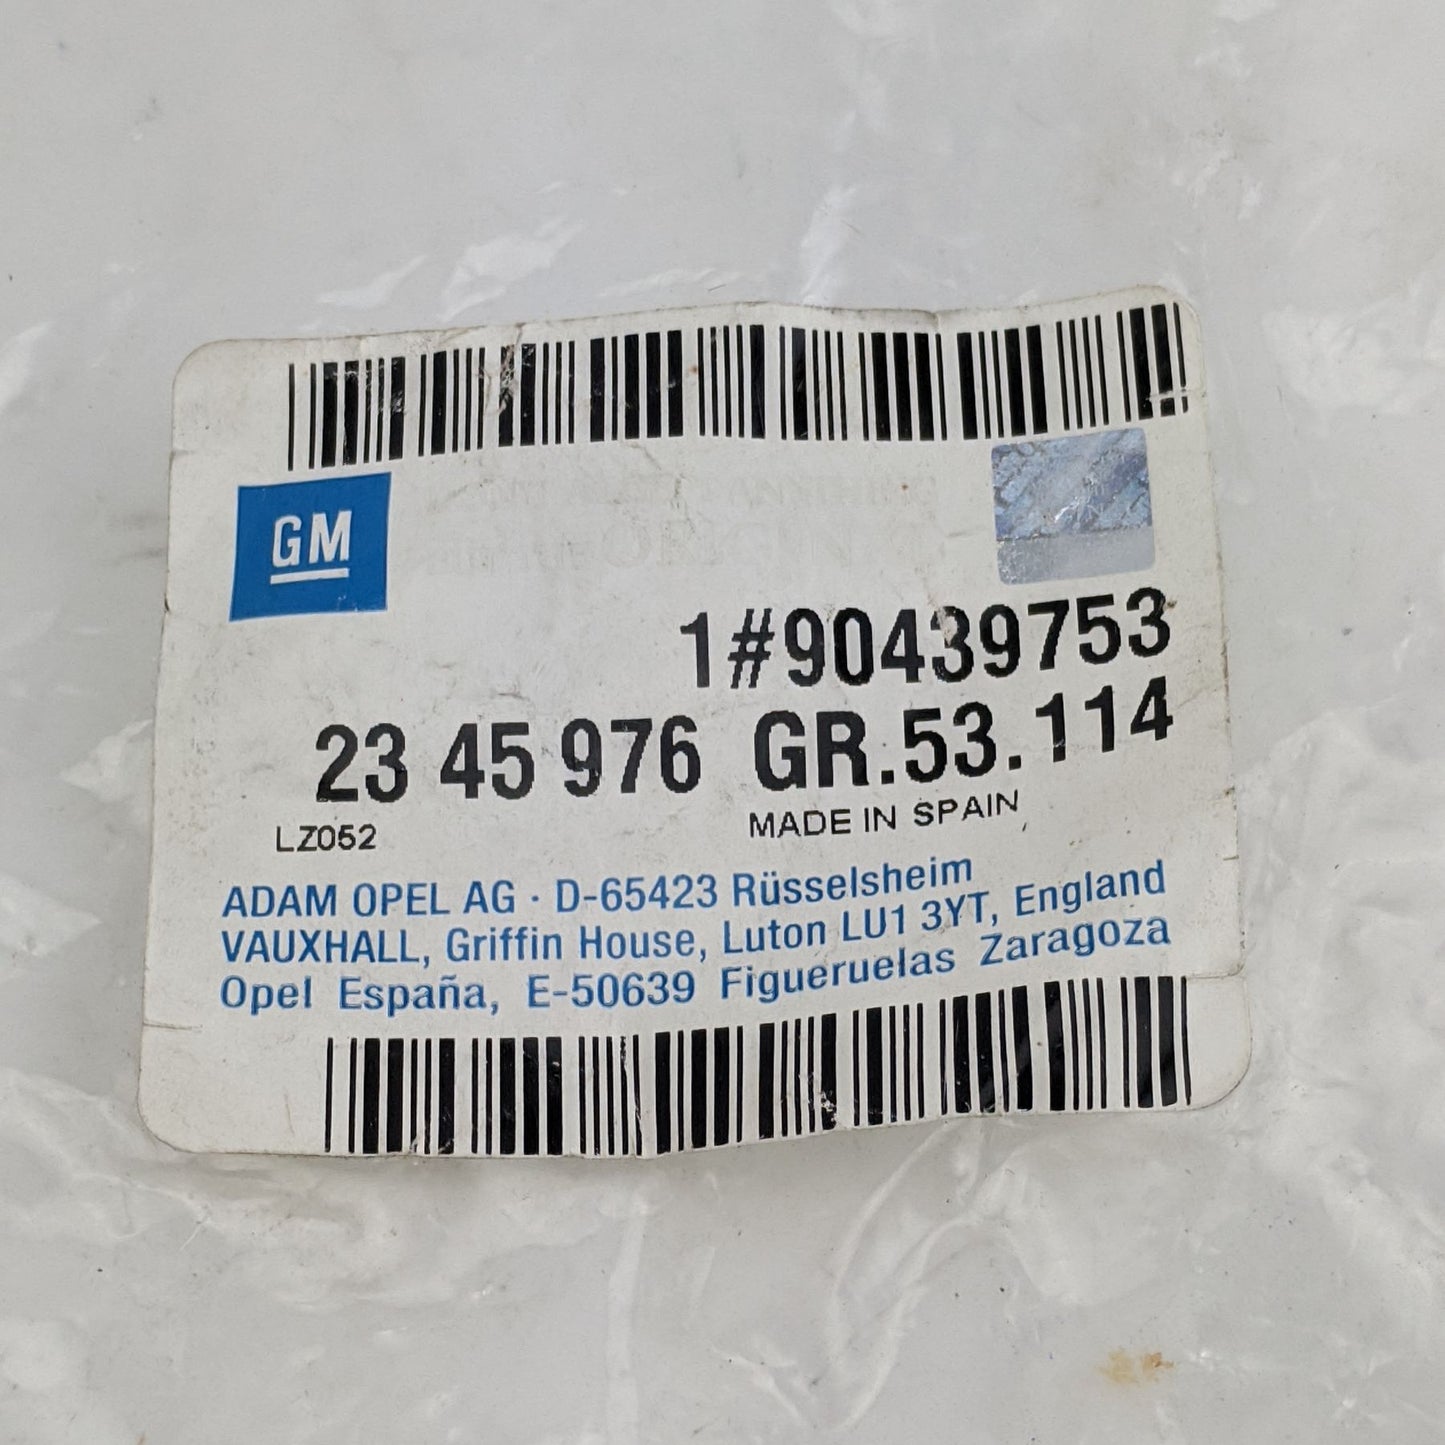 GM
1#90439753
23 45 976 GR.53.114
LZ052 MADE IN SPAIN
ADAM OPEL AG · D-65423 Rüsselsheim
VAUXHALL, Griffin House, Luton LU1 3YT, England
Opel España, E-50639 Figueruelas Zaragoza